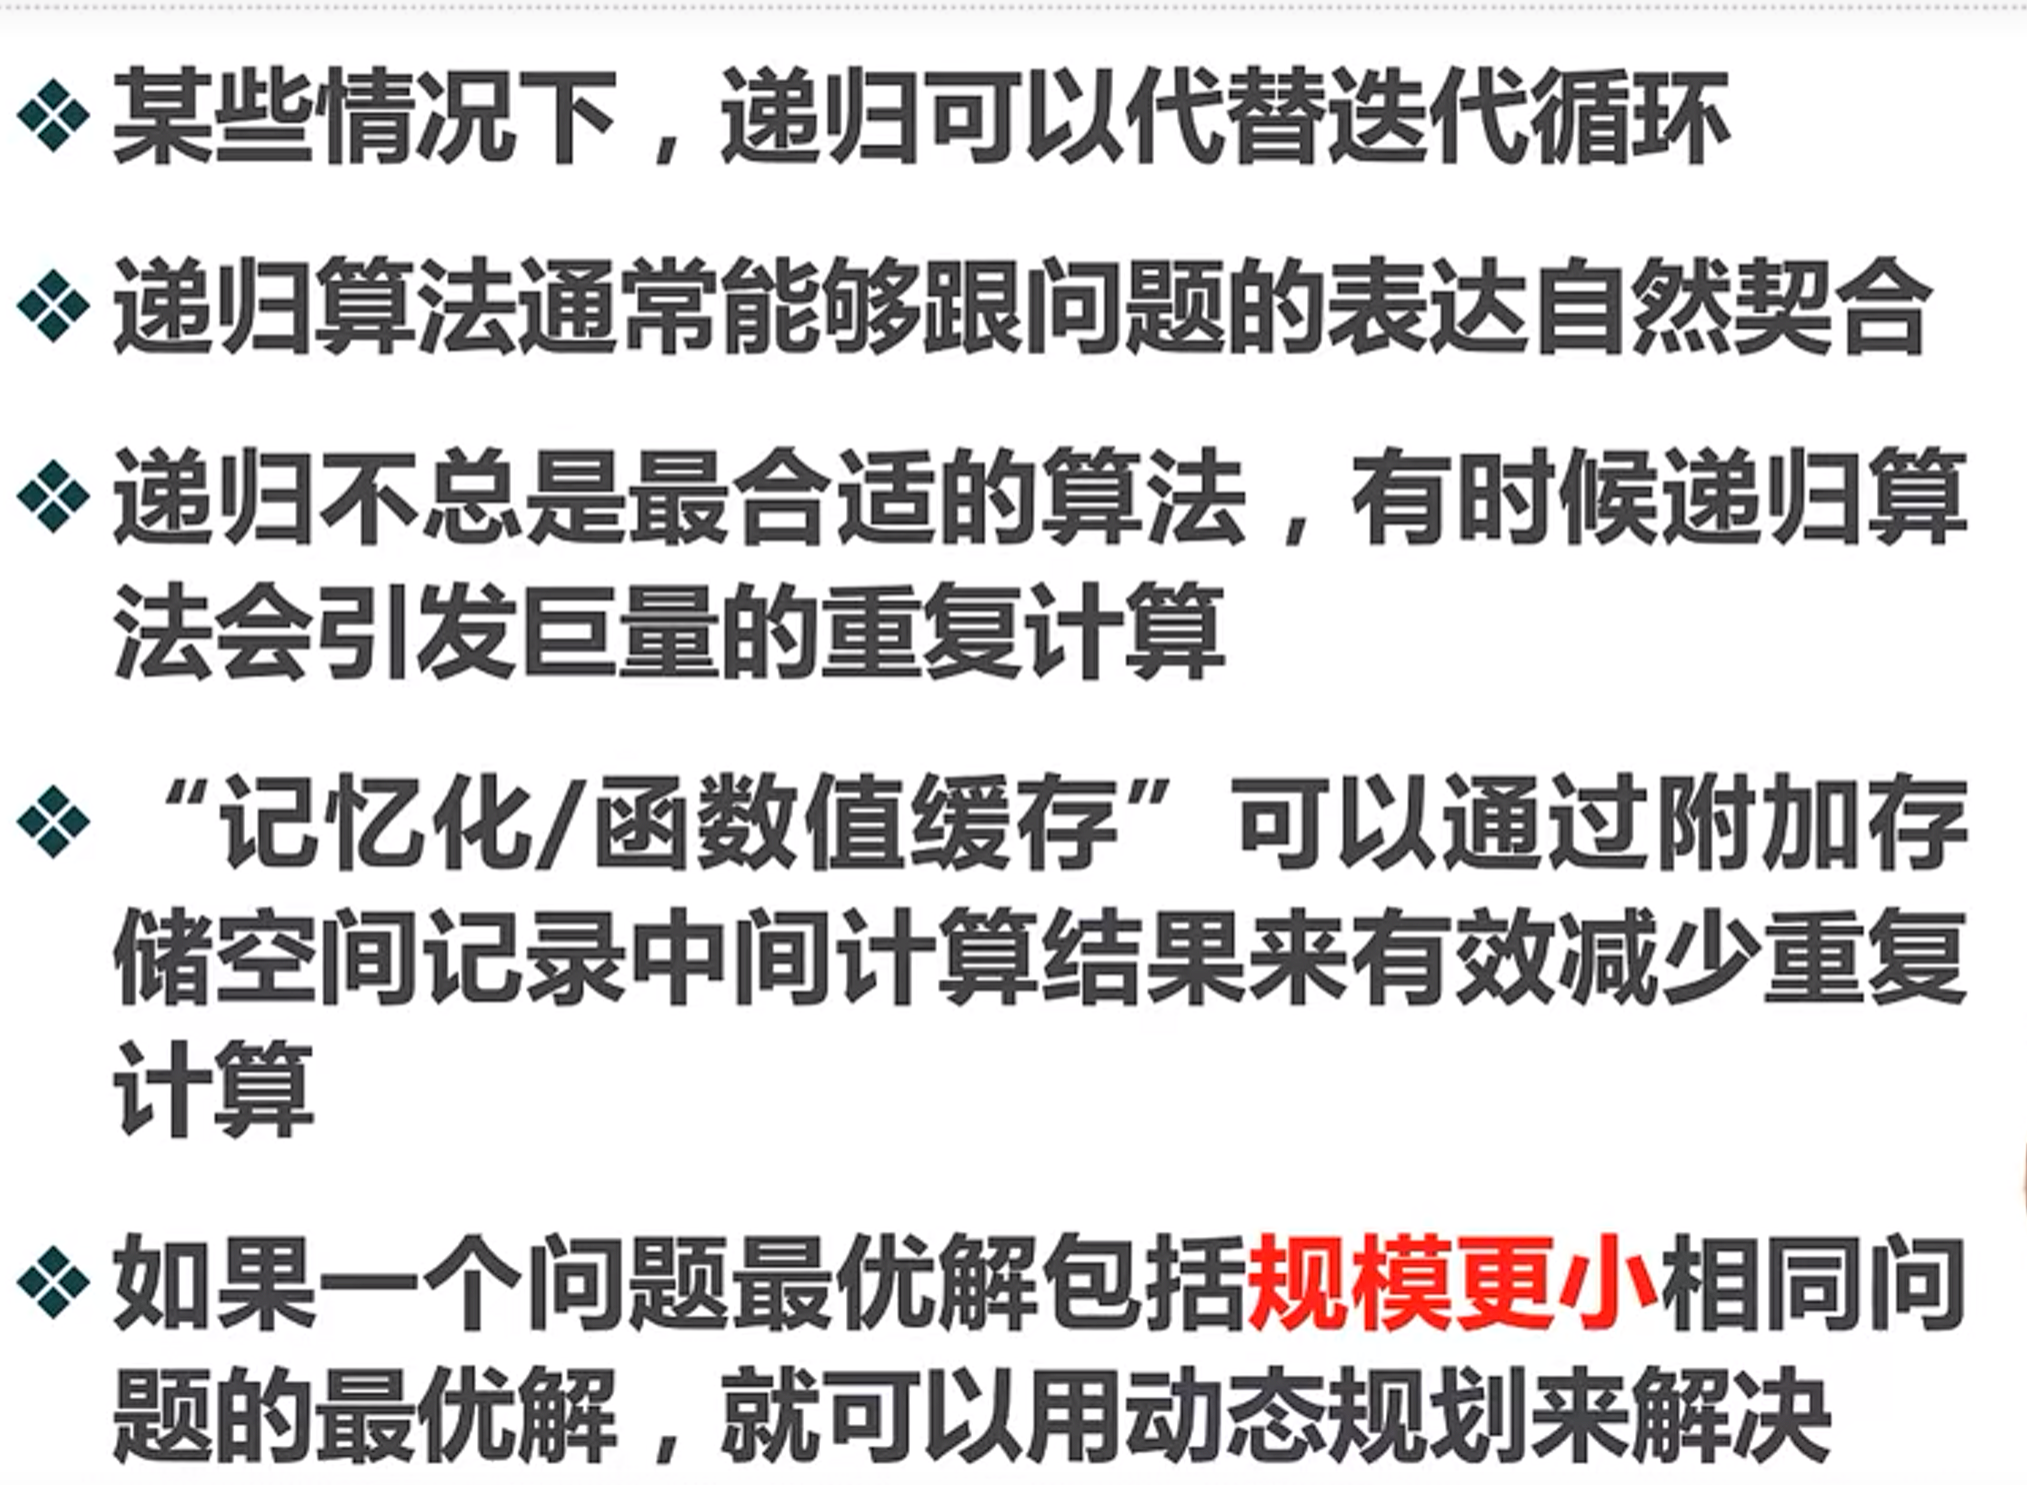 某些情况下，递归可以代替迭代循环
递归算法通常能够跟问题的表达自然契合
递归不总是最合适的算法，有时候递归算
法会引发巨量的重复计算
“记忆化/函数值缓存”可以通过附加存
储空间记录中间计算结果来有效减少重复
计算
如果一个问题最优解包括规模更小相同问
题的最优解，就可以用动态规划来解决